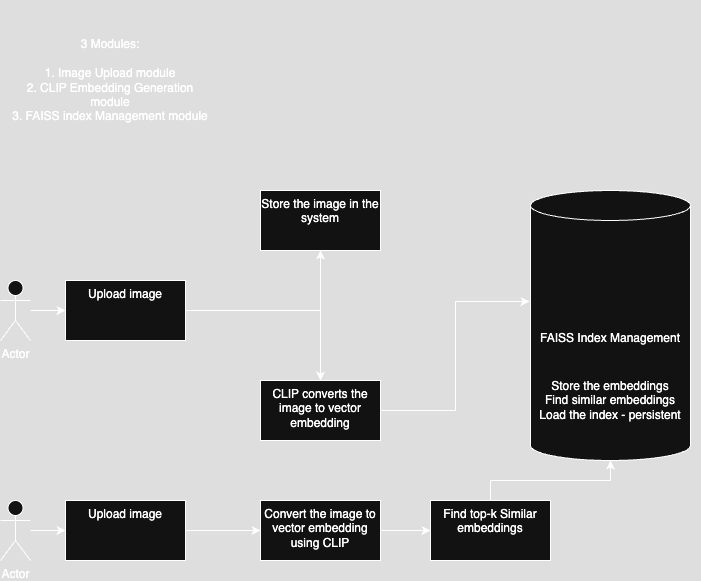 3 Modules:
1. Image Upload module
2. CLIP Embedding Generation
module
3. FAISS index Management module
Store the image in the
system
Upload image
Actor
CLIP converts the
image to vector
embedding
FAISS Index Management
Store the embeddings
Find similar embeddings
Load the index - persistent
Upload image
Actor
Convert the image to
vector embedding
using CLIP
Find top-k Similar
embeddings